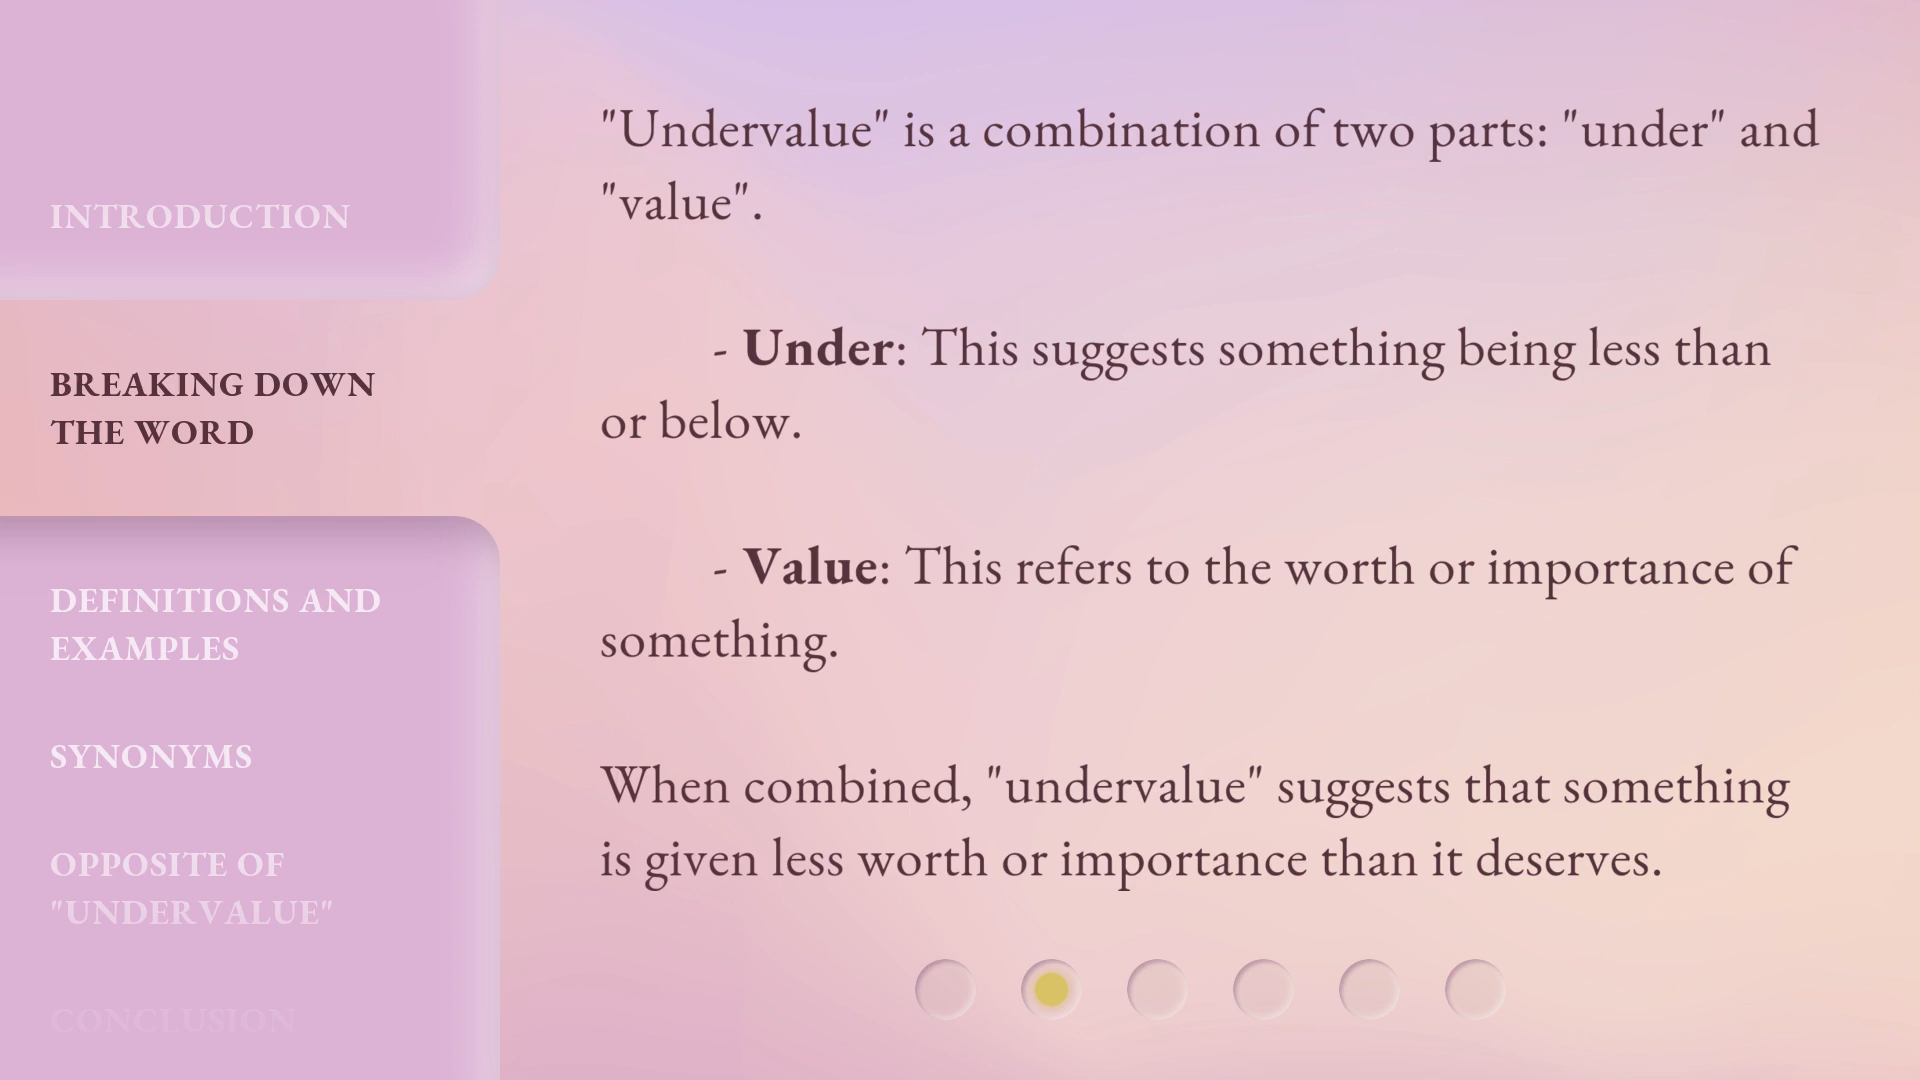 INTRODUCTION
BREAKING DOWN
THE WORD
DEFINITIONS AND
EXAMPLES
SYNONYMS
OPPOSITE OF
"UNDERVALUE"
CONCLUSION
"Undervalue" is a combination of two parts: "under" and
"value".
- Under: This suggests something being less than
or below.
- Value: This refers to the worth or importance of
something.
When combined, "undervalue" suggests that something
is given less worth or importance than it deserves.